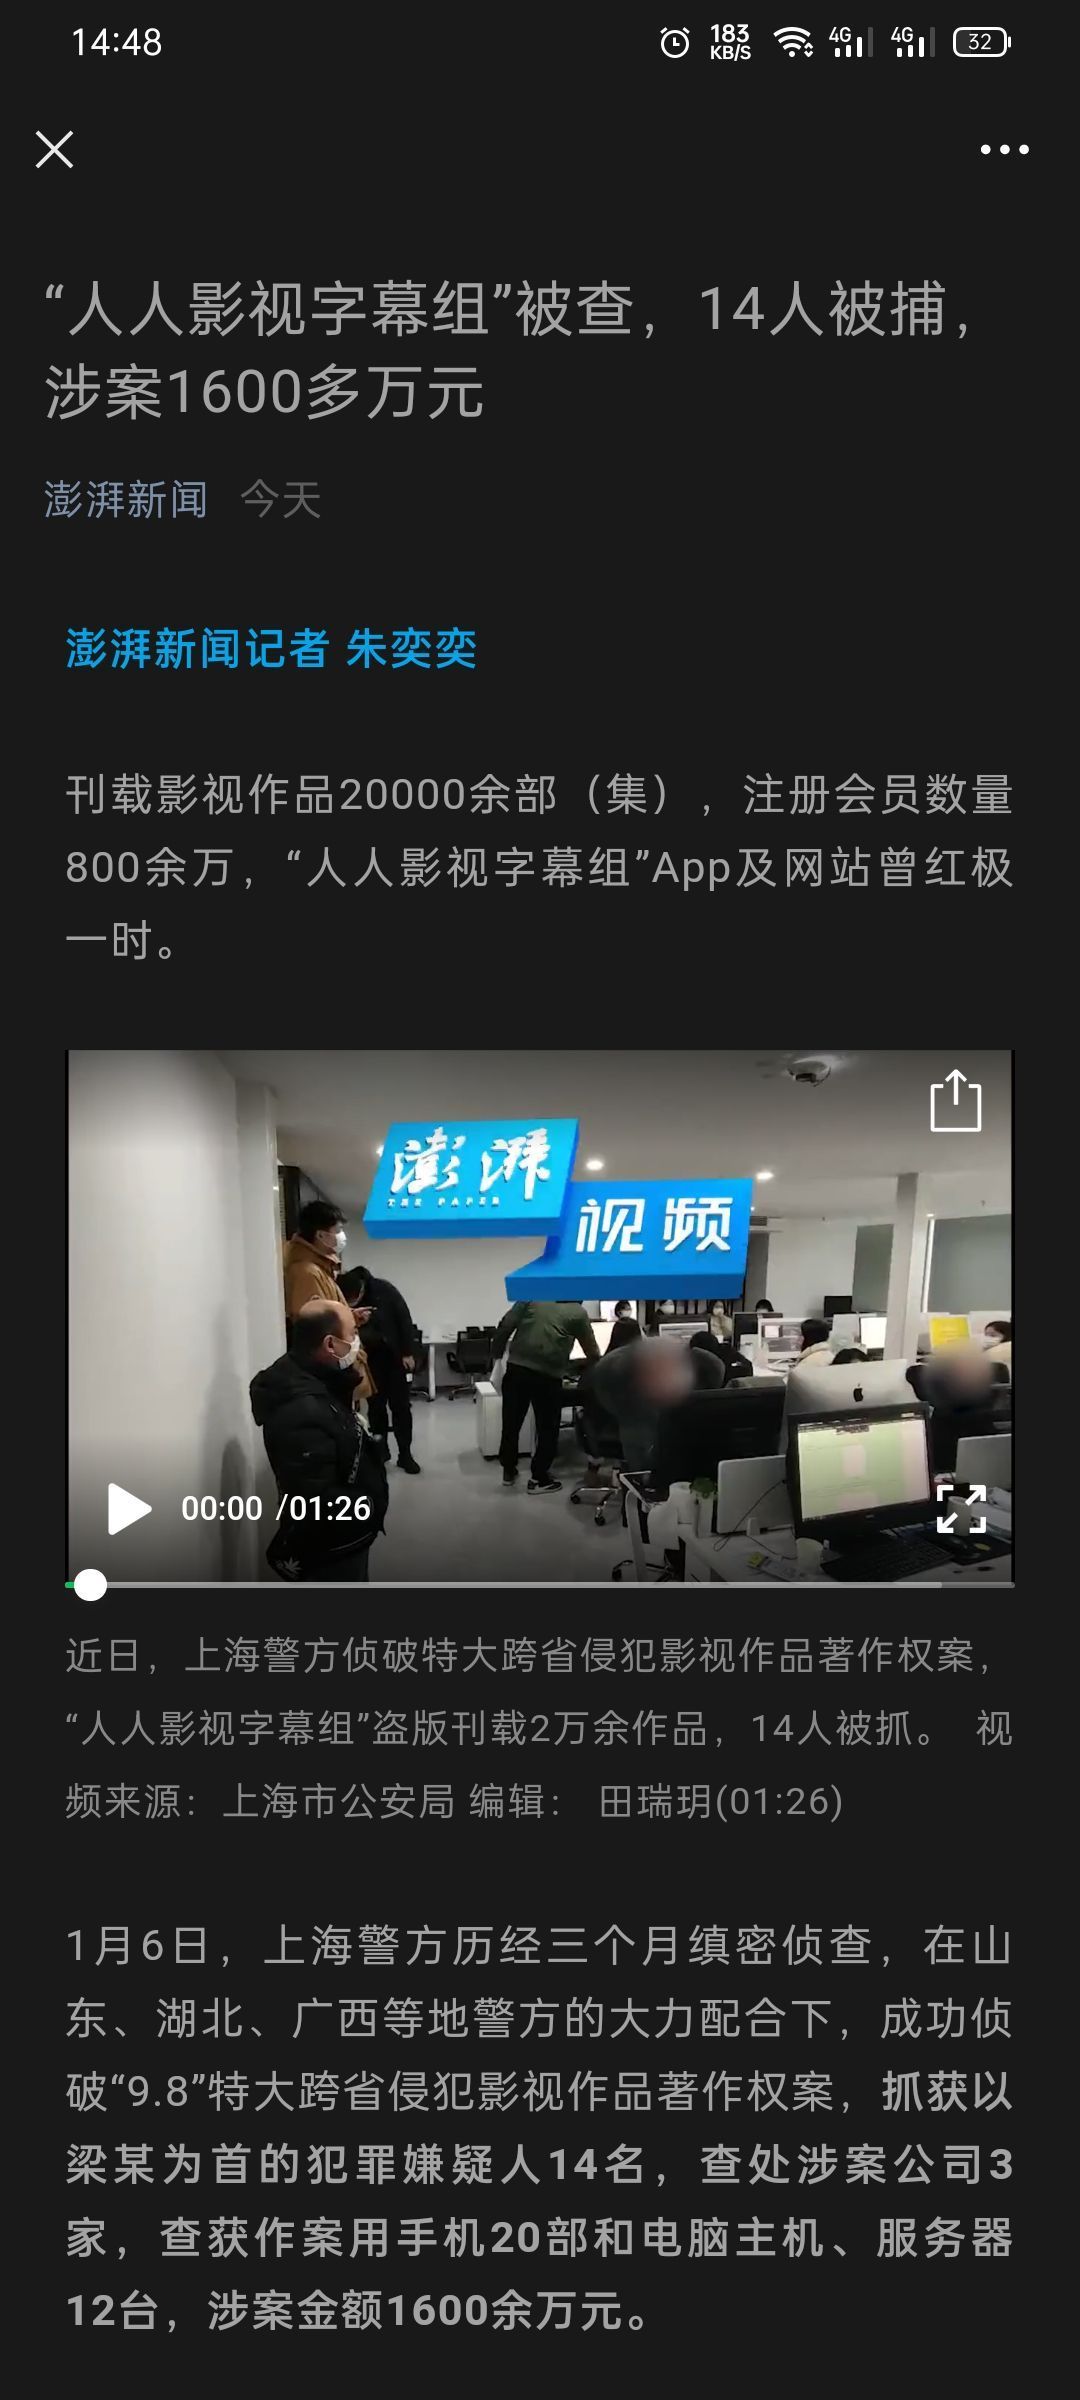 14:48
183
KB/S
4G
4G
32
“人人影视字幕组”被查，14人被捕，
涉案1600多万元
澎湃新闻 今天
澎湃新闻记者 朱奕奕
刊载影视作品20000余部（集），注册会员数量
800余万，“人人影视字幕组”App及网站曾红极
一时。
澎湃
THE PAPER
视频
00:00 /01:26
近日，上海警方侦破特大跨省侵犯影视作品著作权案，
“人人影视字幕组”盗版刊载2万余作品，14人被抓。 视
频来源：上海市公安局 编辑： 田瑞玥(01:26)
1月6日，上海警方历经三个月缜密侦查，在山
东、湖北、广西等地警方的大力配合下，成功侦
破“9.8”特大跨省侵犯影视作品著作权案，抓获以
梁某为首的犯罪嫌疑人14名，查处涉案公司3
家，查获作案用手机20部和电脑主机、服务器
12台，涉案金额1600余万元。